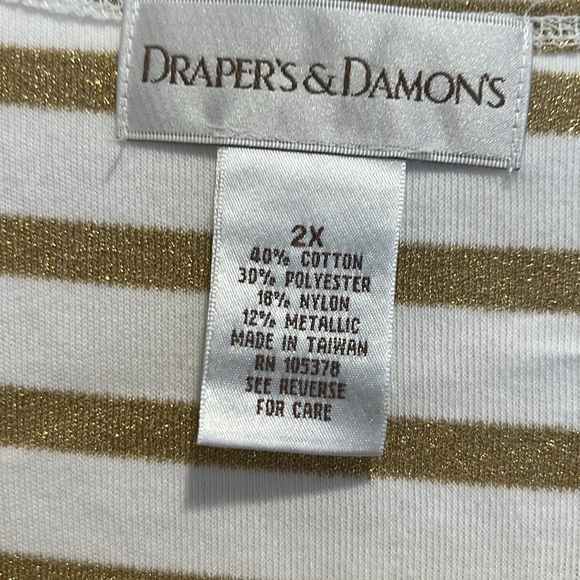 DRAPER'S & DAMON'S
2X
40% COTTON
30% POLYESTER
18% NYLON
12% METALLIC
MADE IN TAIWAN
RN 105378
SEE REVERSE
FOR CARE